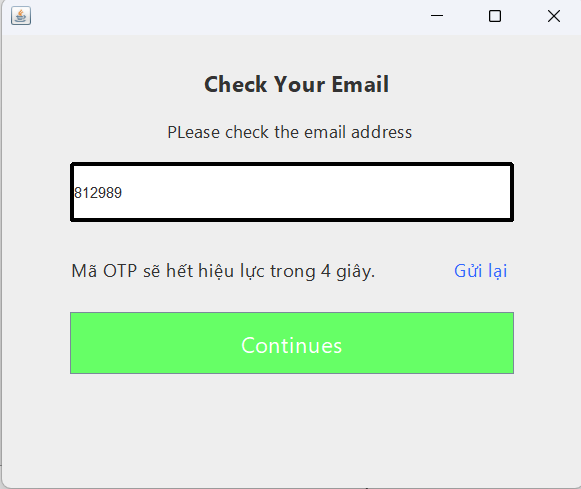 Check Your Email
PLease check the email address
812989
Mã OTP sẽ hết hiệu lực trong 4 giây. Gửi lại
Continues